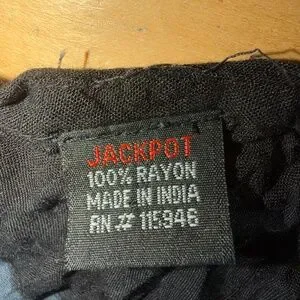 JACKPOT
100% RAYON
MADE IN INDIA
RN # 115946